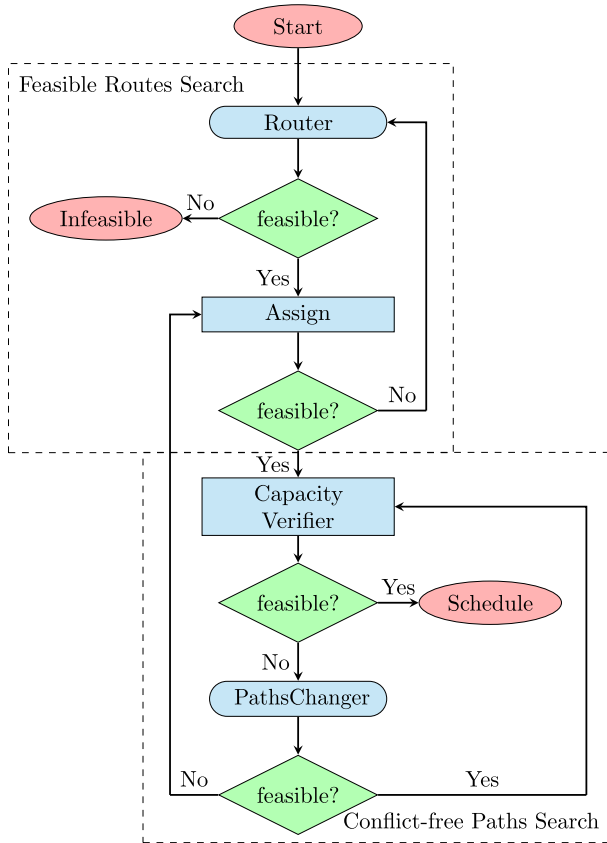 Start
Feasible Routes Search
Router
No
Infeasible
feasible?
Yes
Assign
feasible?
No
Yes
Capacity
Verifier
feasible?
Yes
Schedule
No
PathsChanger
No
feasible?
Yes
Conflict-free Paths Search